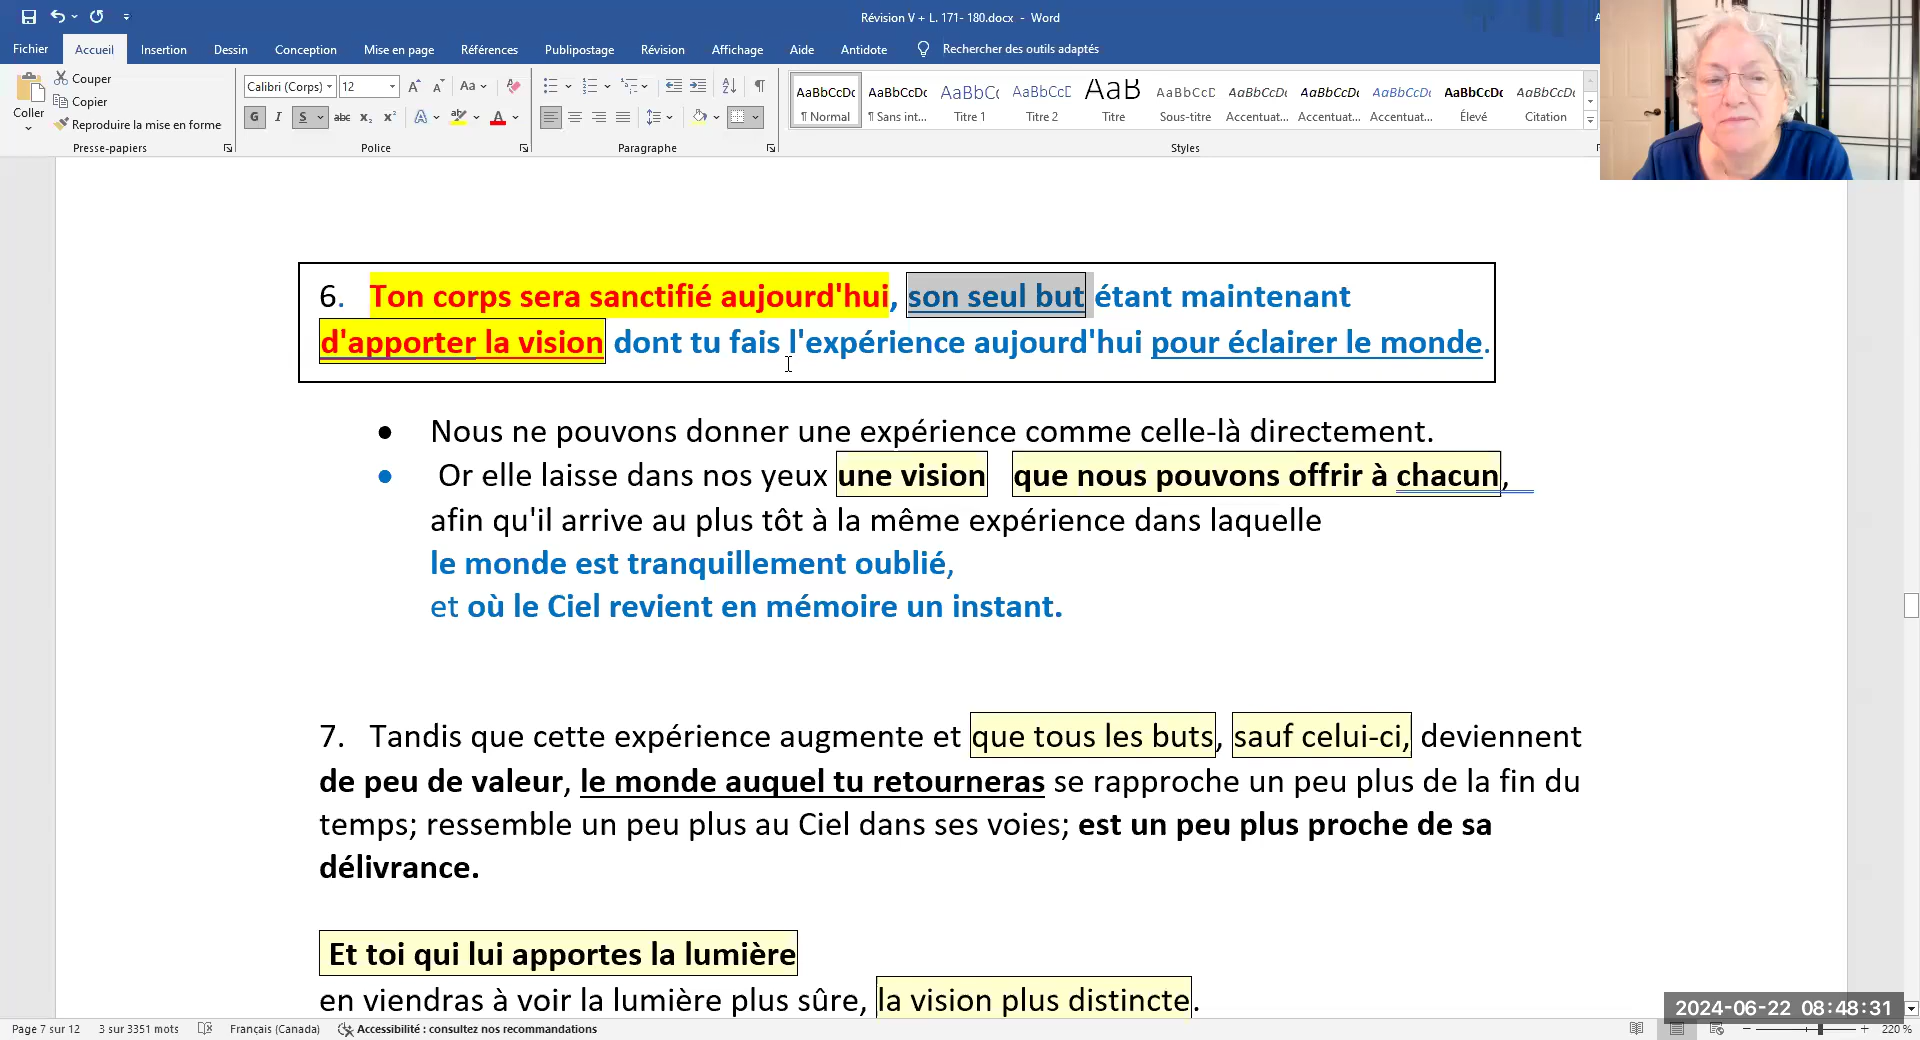 Révision V + L. 171- 180.docx - Word
Fichier Accueil Insertion Dessin Conception Mise en page Références Publipostage Révision Affichage Aide Antidote Rechercher des outils adaptés
Coller
Couper
Copier
Reproduire la mise en forme
Presse-papiers
Calibri (Corps) 12
Police
Paragraphe
AaBbCcDc AaBbCcDc AaBbCc AaBbCcD AaB AaBbCcD AaBbCcDc AaBbCcDc AaBbCcDc AaBbCcDc AaBbCcDc
¶ Normal ¶ Sans int... Titre 1 Titre 2 Titre Sous-titre Accentuat... Accentuat... Accentuat... Élevé Citation
Styles
6. Ton corps sera sanctifié aujourd'hui, son seul but étant maintenant
d'apporter la vision dont tu fais l'expérience aujourd'hui pour éclairer le monde.
• Nous ne pouvons donner une expérience comme celle-là directement.
• Or elle laisse dans nos yeux une vision que nous pouvons offrir à chacun,
afin qu'il arrive au plus tôt à la même expérience dans laquelle
le monde est tranquillement oublié,
et où le Ciel revient en mémoire un instant.
7. Tandis que cette expérience augmente et que tous les buts, sauf celui-ci, deviennent
de peu de valeur, le monde auquel tu retourneras se rapproche un peu plus de la fin du
temps; ressemble un peu plus au Ciel dans ses voies; est un peu plus proche de sa
délivrance.
Et toi qui lui apportes la lumière
en viendras à voir la lumière plus sûre, la vision plus distincte.
2024-06-22 08:48:31
Page 7 sur 12 3 sur 3351 mots Français (Canada) Accessibilité : consultez nos recommandations 220 %